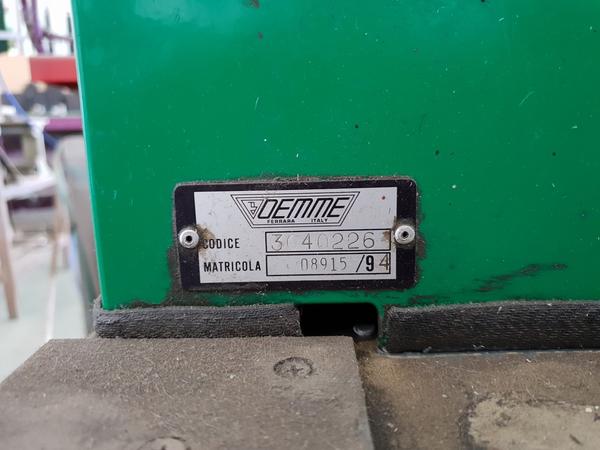 DEMME
FERRARA ITALY
CODICE 3040226
MATRICOLA 08915 /94